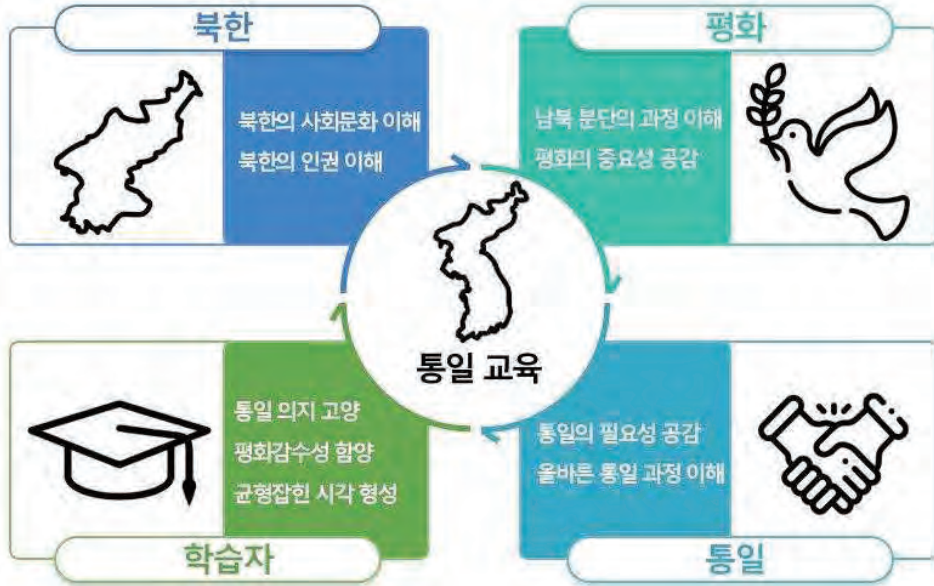 북한
북한의 사회문화 이해
북한의 인권 이해
평화
남북 분단의 과정 이해
평화의 중요성 공감
통일 교육
통일 의지 고양
평화감수성 함양
균형잡힌 시각 형성
학습자
통일의 필요성 공감
올바른 통일 과정 이해
통일